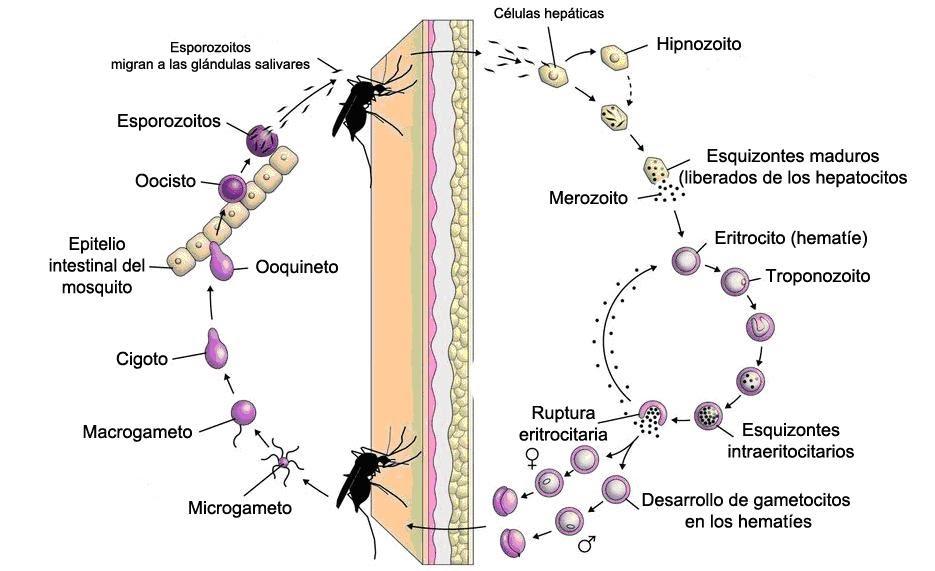 Células hepáticas
Hipnozoito
Esporozoitos
migran a las glándulas salivares
Esporozoitos
Oocisto
Epitelio
intestinal del
mosquito
Ooquineto
Cigoto
Macrogameto
Microgameto
Esquizontes maduros
(liberados de los hepatocitos
Merozoito
Eritrocito (hematíe)
Troponozoito
Ruptura
eritrocitaria
Esquizontes
intraeritocitarios
♀
Desarrollo de gametocitos
en los hematíes
♂